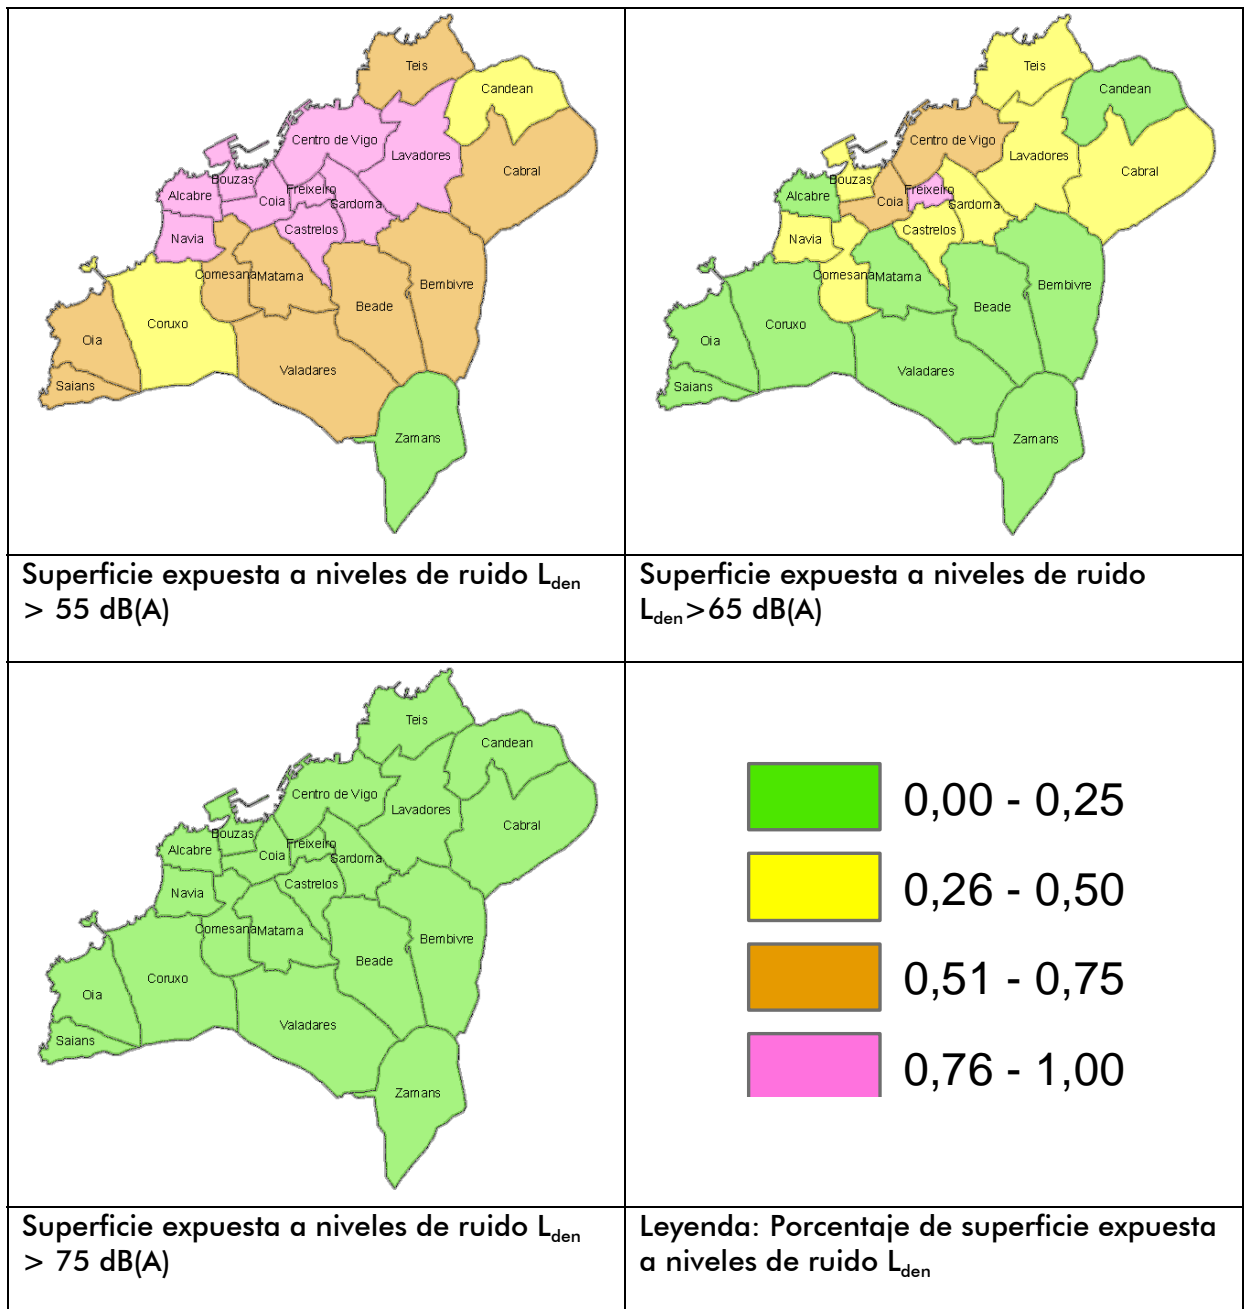 Teis
Candean
Centro de Vigo
Lavadores
Cabral
Bouzas
Alcabre
Freixeiro
Coia
Sardoma
Navia
Castrelos
Comesana
Matama
Bembivre
Beade
Coruxo
Oia
Valadares
Saians
Zamans
Teis
Candean
Centro de Vigo
Lavadores
Cabral
Bouzas
Alcabre
Freixeiro
Coia
Sardoma
Navia
Castrelos
Comesana
Matama
Bembivre
Beade
Coruxo
Oia
Valadares
Saians
Zamans
Superficie expuesta a niveles de ruido Lden
> 55 dB(A)
Superficie expuesta a niveles de ruido
Lden>65 dB(A)
Teis
Candean
Centro de Vigo
Lavadores
Cabral
Bouzas
Alcabre
Freixeiro
Coia
Sardoma
Navia
Castrelos
Comesana
Matama
Bembivre
Beade
Coruxo
Oia
Valadares
Saians
Zamans
0,00 - 0,25
0,26 - 0,50
0,51 - 0,75
0,76 - 1,00
Superficie expuesta a niveles de ruido Lden
> 75 dB(A)
Leyenda: Porcentaje de superficie expuesta
a niveles de ruido Lden